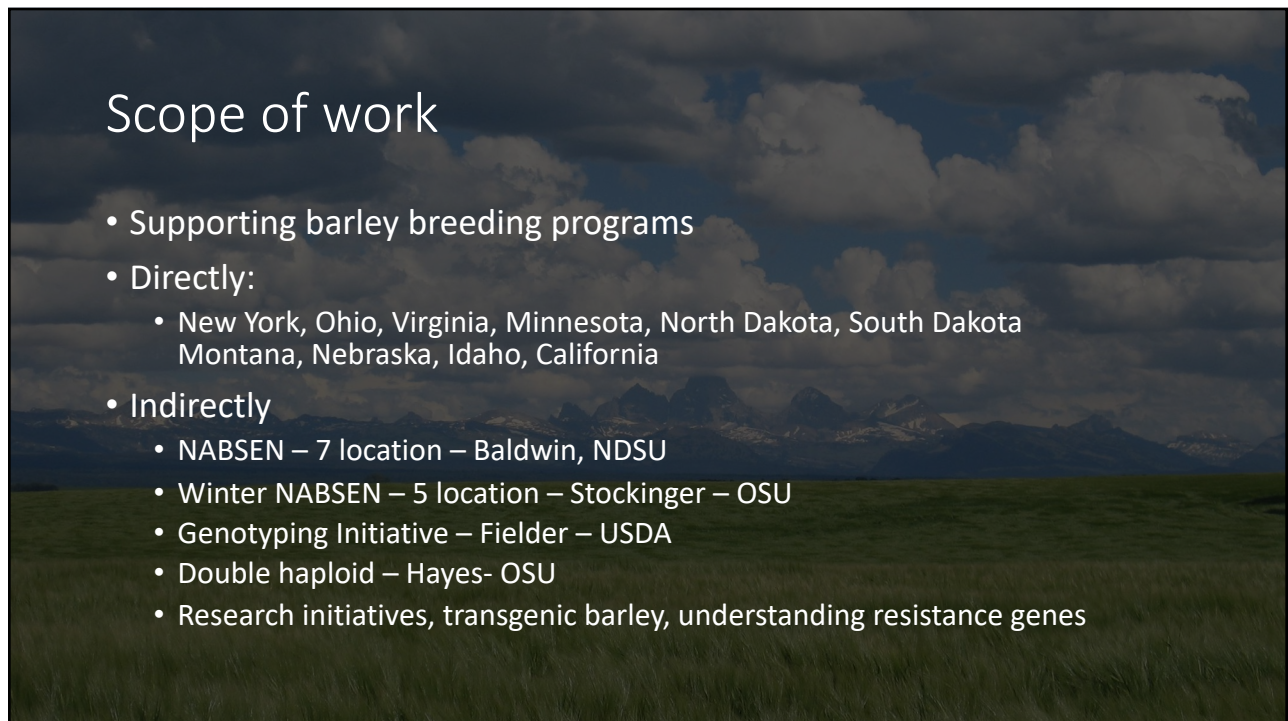 Scope of work
• Supporting barley breeding programs
• Directly:
• New York, Ohio, Virginia, Minnesota, North Dakota, South Dakota
Montana, Nebraska, Idaho, California
• Indirectly
• NABSEN – 7 location – Baldwin, NDSU
• Winter NABSEN – 5 location – Stockinger – OSU
• Genotyping Initiative – Fielder – USDA
• Double haploid – Hayes- OSU
• Research initiatives, transgenic barley, understanding resistance genes